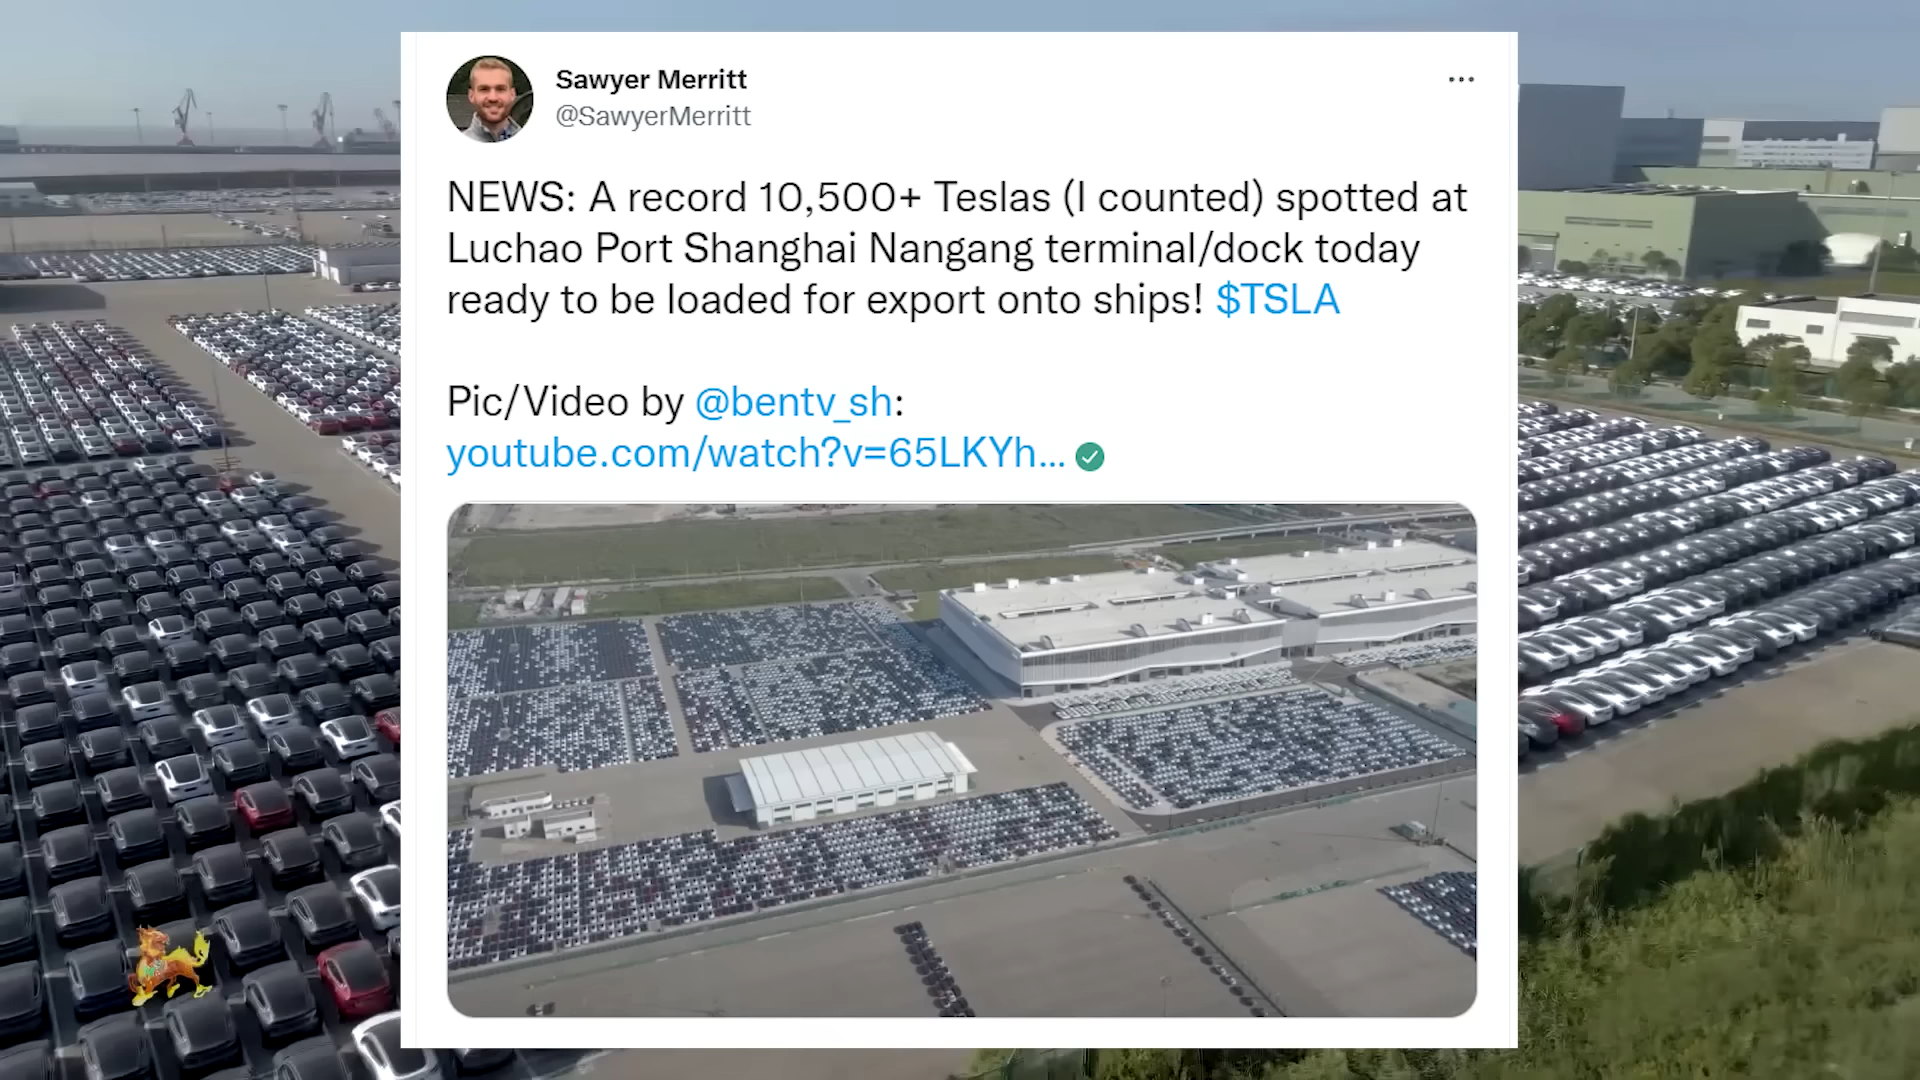 Sawyer Merritt
@SawyerMerritt
NEWS: A record 10,500+ Teslas (I counted) spotted at
Luchao Port Shanghai Nangang terminal/dock today
ready to be loaded for export onto ships! $TSLA
Pic/Video by @bentv_sh:
youtube.com/watch?v=65LKYh...